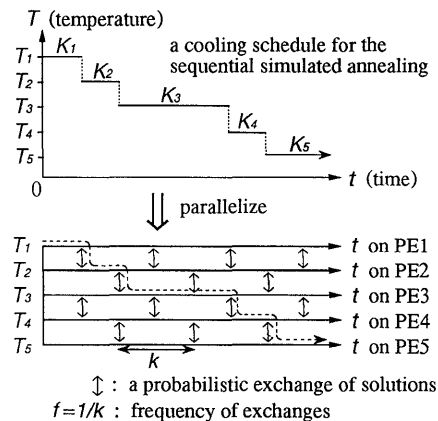 T (temperature)
a cooling schedule for the
sequential simulated annealing
T1 K1
T2 K2
T3 K3
T4 K4
T5 K5
0 t (time)
parallelize
T1 t on PE1
T2 t on PE2
T3 t on PE3
T4 t on PE4
T5 t on PE5
k
: a probabilistic exchange of solutions
f=1/k : frequency of exchanges